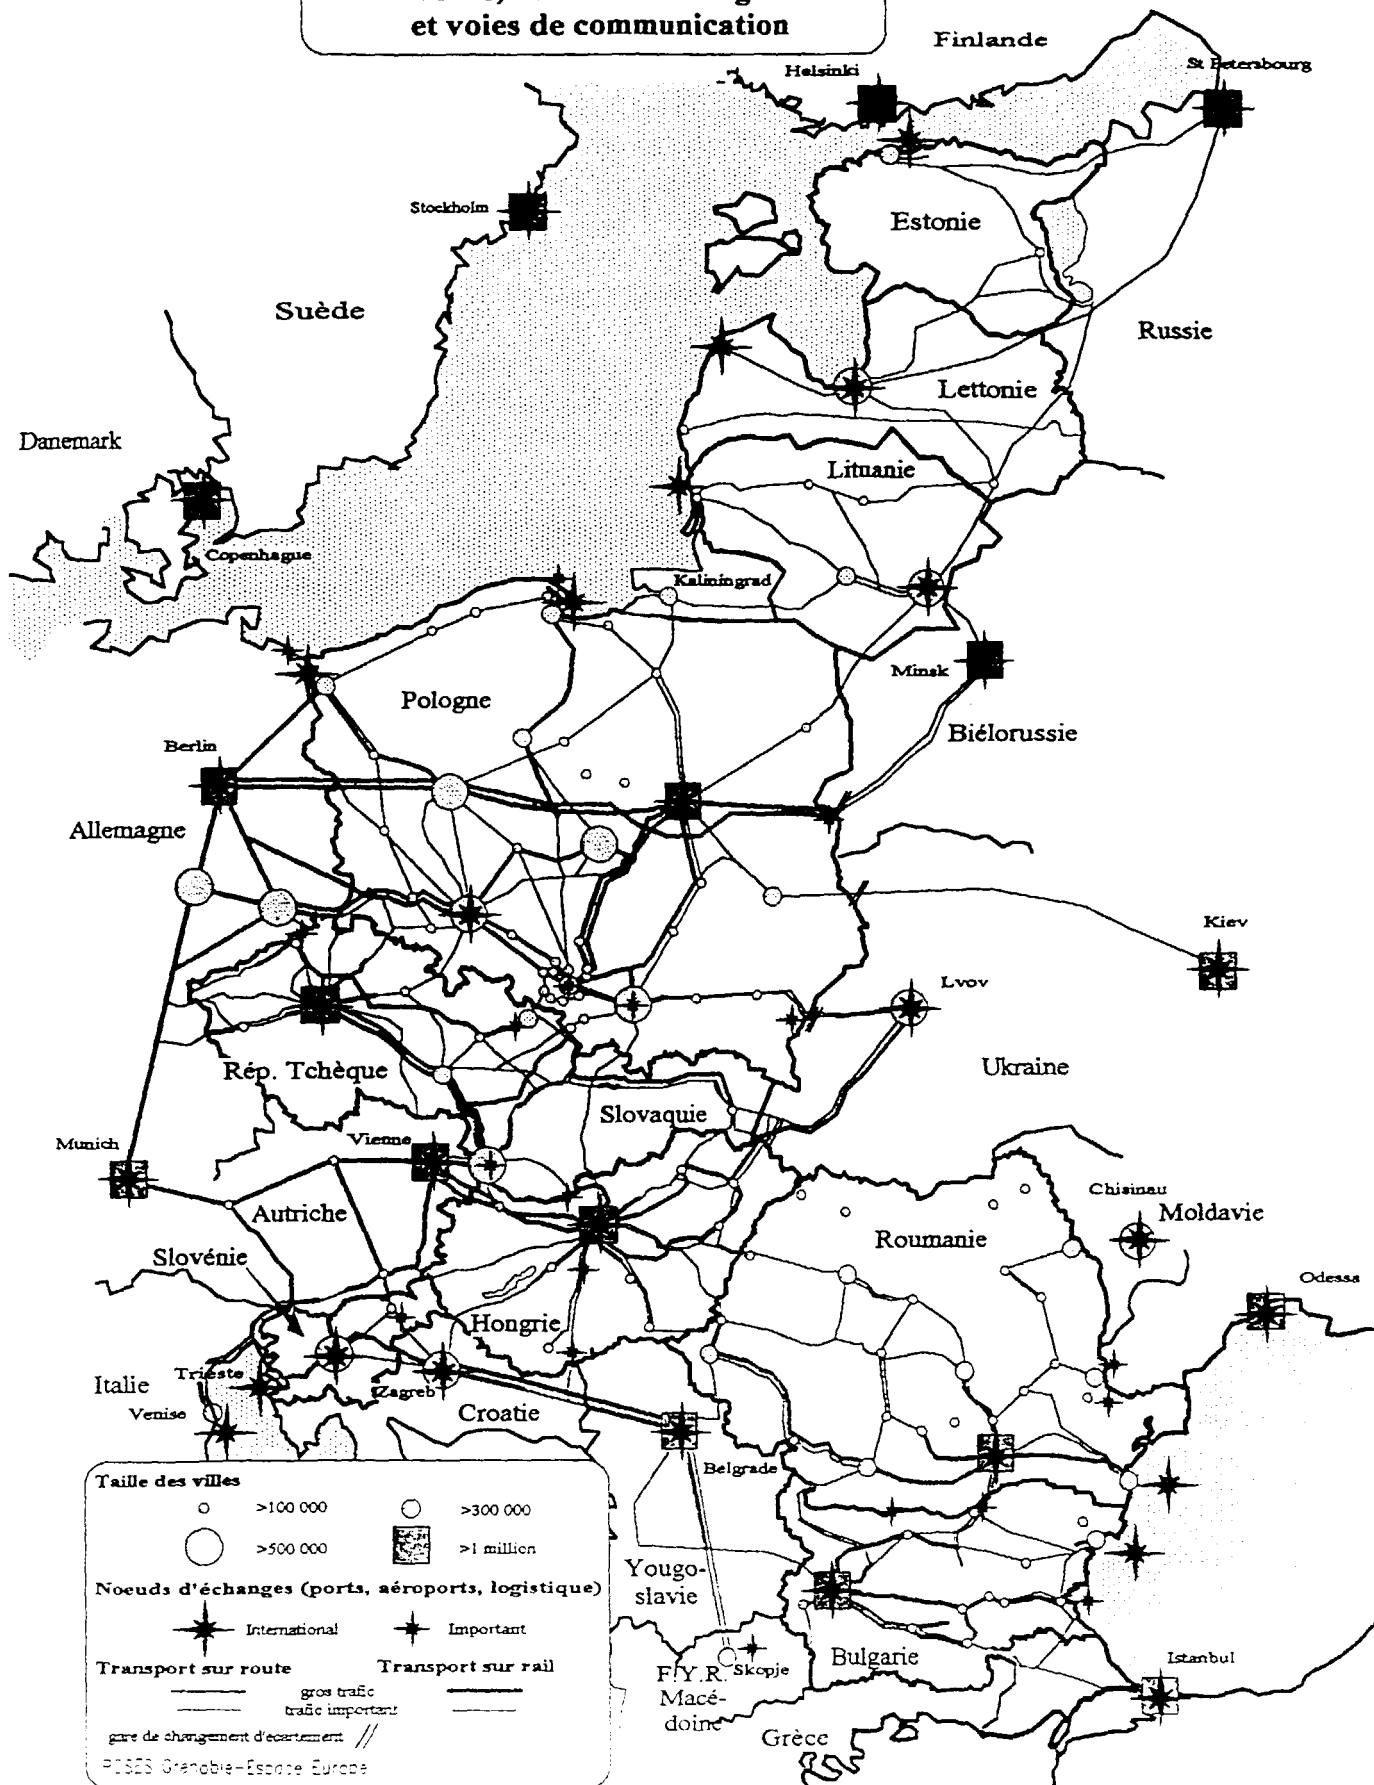 et voies de communication
Finlande
Helsinki
St Petersbourg
Stockholm
Estonie
Suède
Russie
Lettonie
Danemark
Lituanie
Copenhague
Kaliningrad
Minsk
Pologne
Biélorussie
Berlin
Allemagne
Kiev
Lvov
Ukraine
Rép. Tchèque
Slovaquie
Munich
Vienne
Chisinau
Autriche
Moldavie
Roumanie
Slovénie
Odessa
Hongrie
Italie
Trieste
Zagreb
Venise
Croatie
Belgrade
Taille des villes
>100 000
>300 000
>500 000
>1 million
Noeuds d'échanges (ports, aéroports, logistique)
International
Important
Transport sur route
Transport sur rail
gros trafic
trafic important
gare de changement d'écartement
Grenoble-Espace Europe
Yougo-
slavie
Bulgarie
Istanbul
F.Y.R.
Skopje
Macé-
doine
Grèce